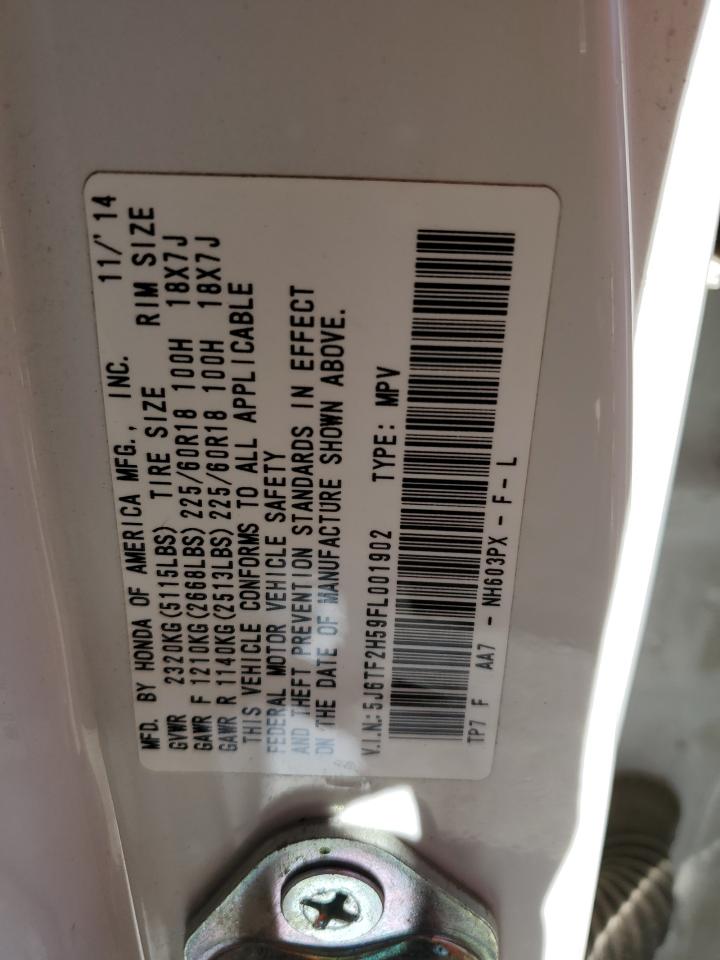 MFD. BY HONDA OF AMERICA MFG., INC. 11/'14
GVWR 2320KG(5115LBS) TIRE SIZE RIM SIZE
GAWR F 1210KG(2668LBS) 225/60R18 100H 18X7J
GAWR R 1140KG(2513LBS) 225/60R18 100H 18X7J
THIS VEHICLE CONFORMS TO ALL APPLICABLE
FEDERAL MOTOR VEHICLE SAFETY
AND THEFT PREVENTION STANDARDS IN EFFECT
ON THE DATE OF MANUFACTURE SHOWN ABOVE.
V.I.N.: 5J6TF2H59FL001902 TYPE: MPV
TP7 F AA7 - NH603PX - F - L